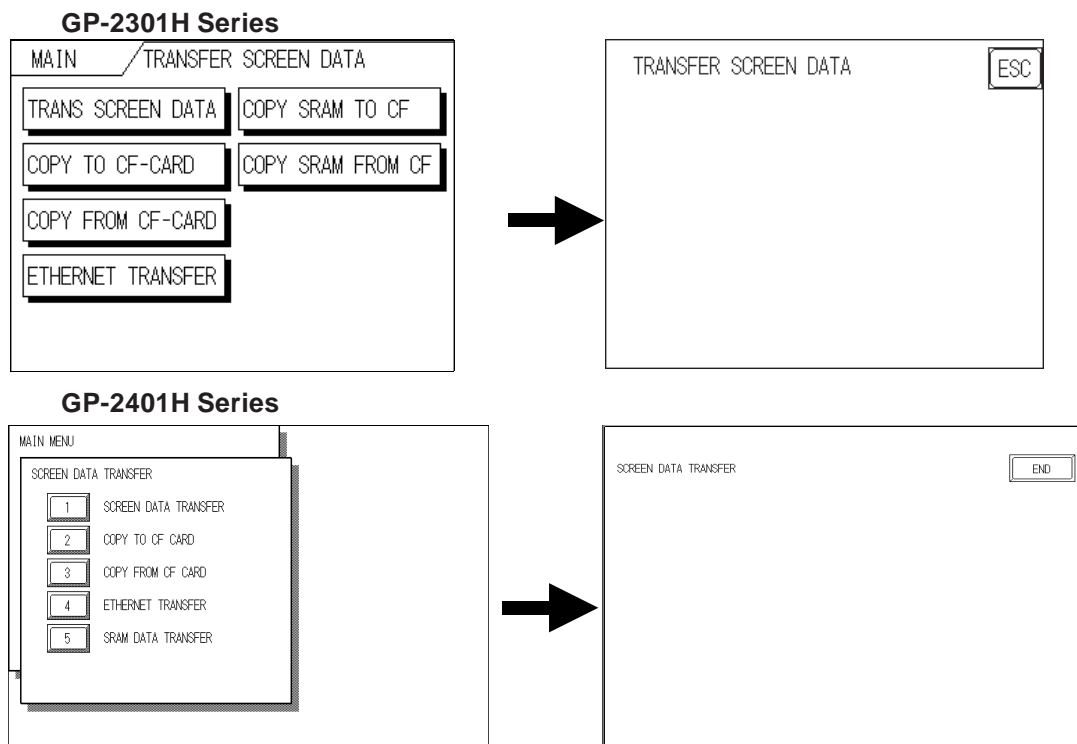 GP-2301H Series
MAIN
TRANSFER SCREEN DATA
TRANS SCREEN DATA
COPY SRAM TO CF
COPY TO CF-CARD
COPY SRAM FROM CF
COPY FROM CF-CARD
ETHERNET TRANSFER
TRANSFER SCREEN DATA
ESC
GP-2401H Series
MAIN MENU
SCREEN DATA TRANSFER
1 SCREEN DATA TRANSFER
2 COPY TO CF CARD
3 COPY FROM CF CARD
4 ETHERNET TRANSFER
5 SRAM DATA TRANSFER
SCREEN DATA TRANSFER
END